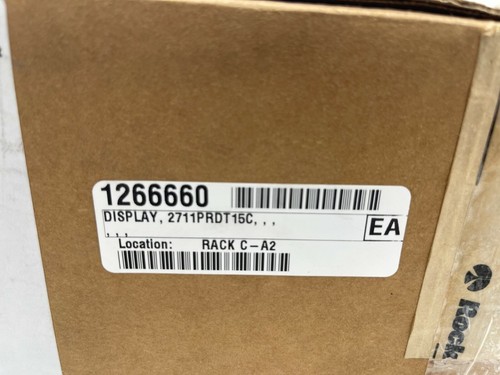 1266660
DISPLAY, 2711PRDT15C, , ,
, , ,
EA
Location: RACK C-A2
Rock